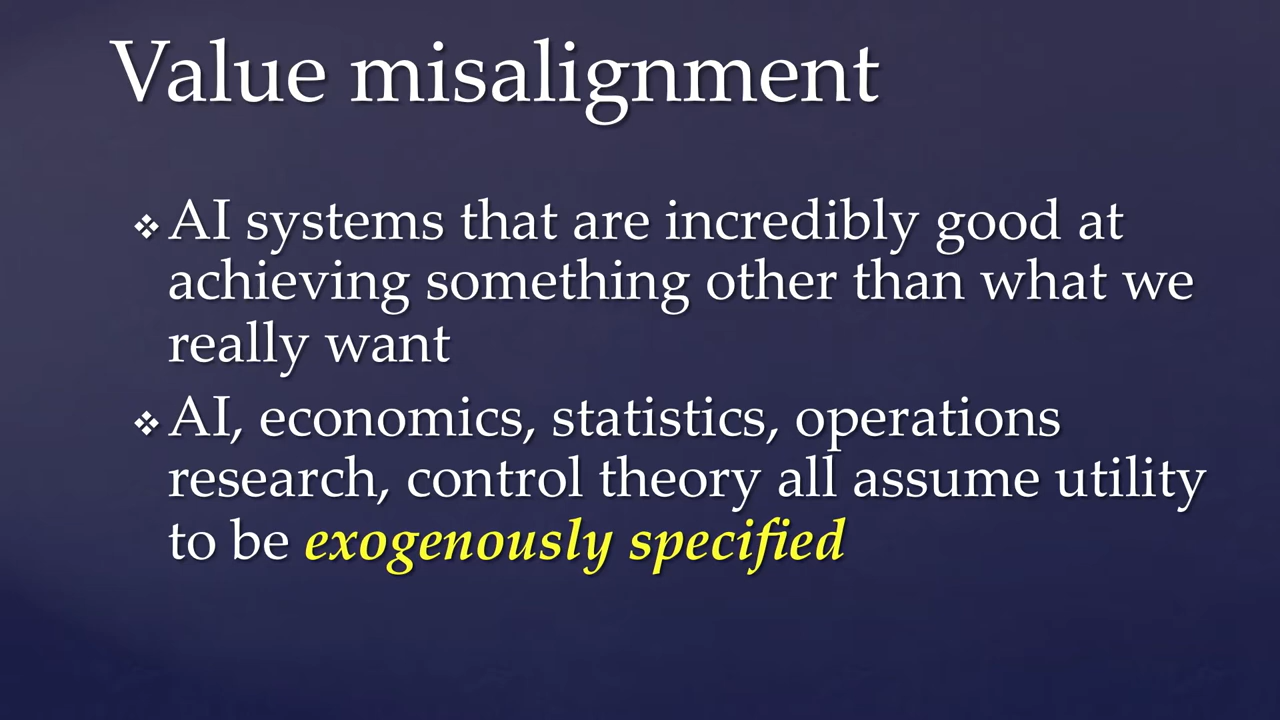 Value misalignment
❖ AI systems that are incredibly good at
achieving something other than what we
really want
❖ AI, economics, statistics, operations
research, control theory all assume utility
to be exogenously specified